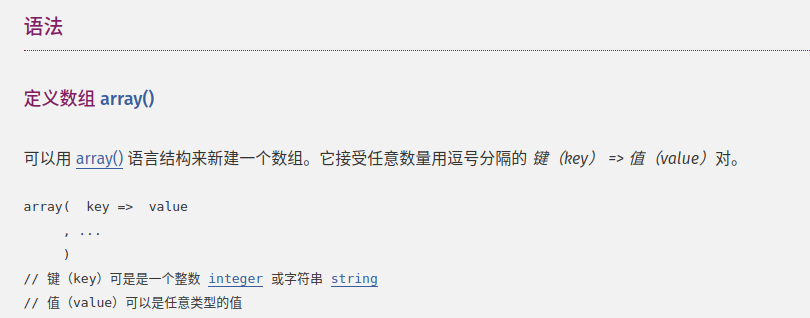 语法
定义数组 array()
可以用 array() 语言结构来新建一个数组。它接受任意数量用逗号分隔的 键（key） => 值（value）对。
array(  key =>  value
     , ...
     )
// 键（key）可是是一个整数 integer 或字符串 string
// 值（value）可以是任意类型的值